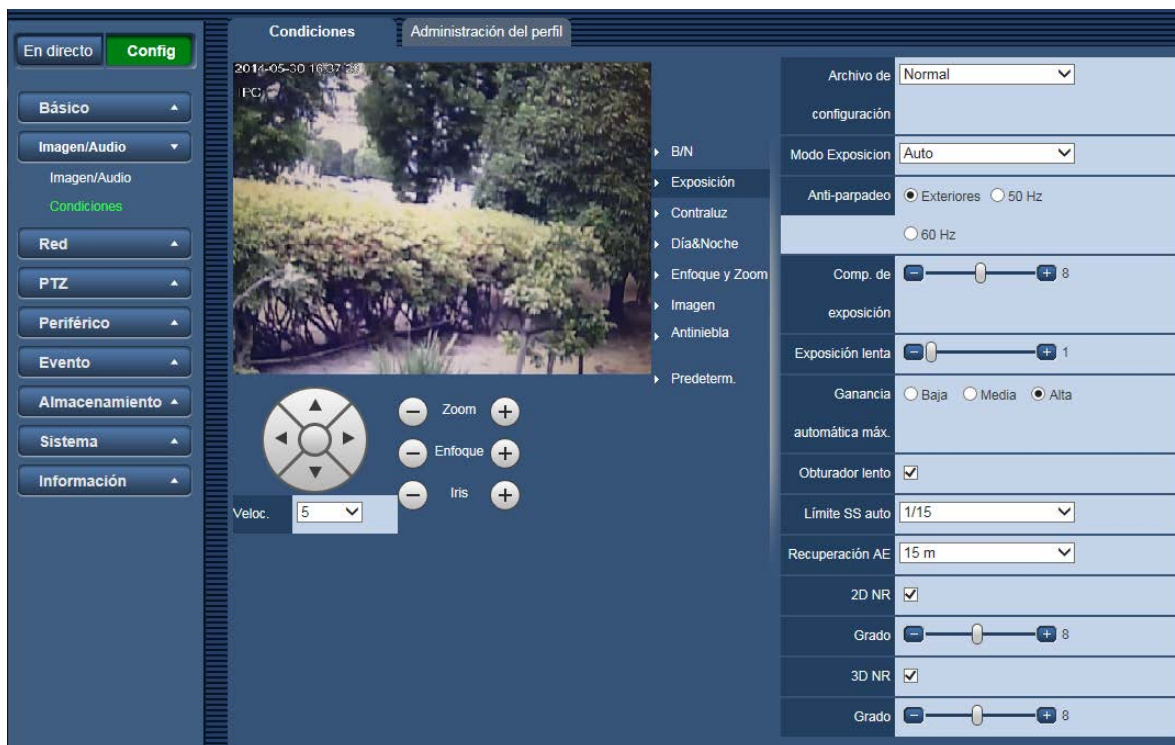 En directo
Config
Básico
Imagen/Audio
Imagen/Audio
Condiciones
Red
PTZ
Periférico
Evento
Almacenamiento
Sistema
Información
Condiciones
Administración del perfil
2014-05-30 16:37:28
IPC
Zoom
Enfoque
Iris
Veloc.
5
B/N
Exposición
Contraluz
Día&Noche
Enfoque y Zoom
Imagen
Antiniebla
Predeterm.
Archivo de
configuración
Normal
Modo Exposicion
Auto
Anti-parpadeo
Exteriores
50 Hz
60 Hz
Comp. de
exposición
8
Exposición lenta
1
Ganancia
automática máx.
Baja
Media
Alta
Obturador lento
Límite SS auto
1/15
Recuperación AE
15 m
2D NR
Grado
8
3D NR
Grado
8